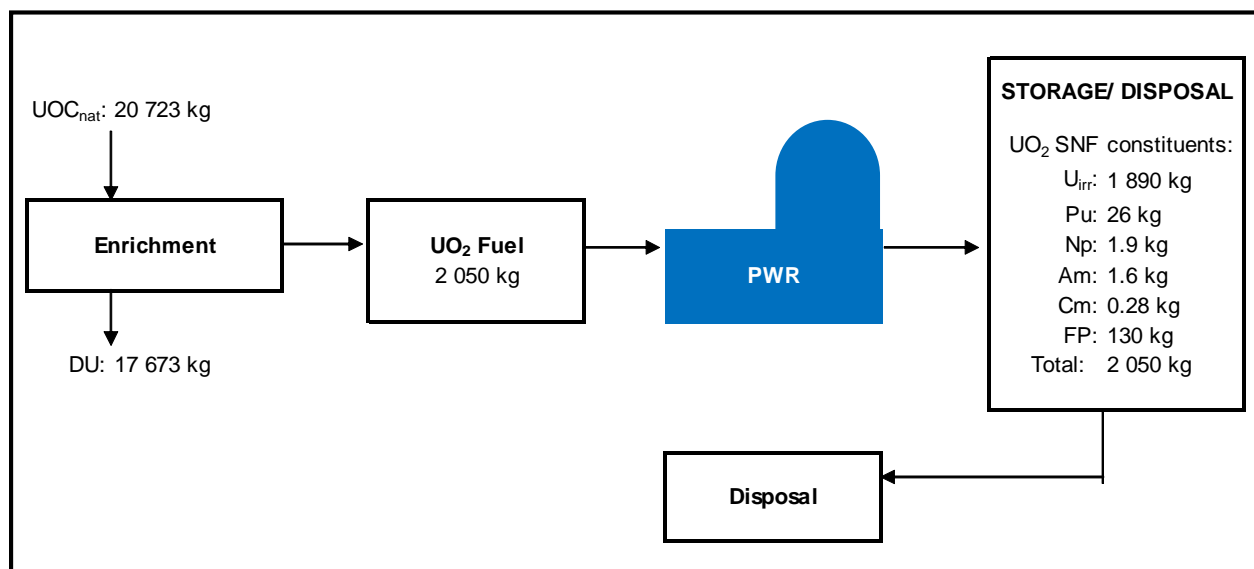 UOCnat: 20 723 kg
Enrichment
DU: 17 673 kg
UO2 Fuel
2 050 kg
PWR
STORAGE/ DISPOSAL
UO2 SNF constituents:
Uirr: 1 890 kg
Pu: 26 kg
Np: 1.9 kg
Am: 1.6 kg
Cm: 0.28 kg
FP: 130 kg
Total: 2 050 kg
Disposal